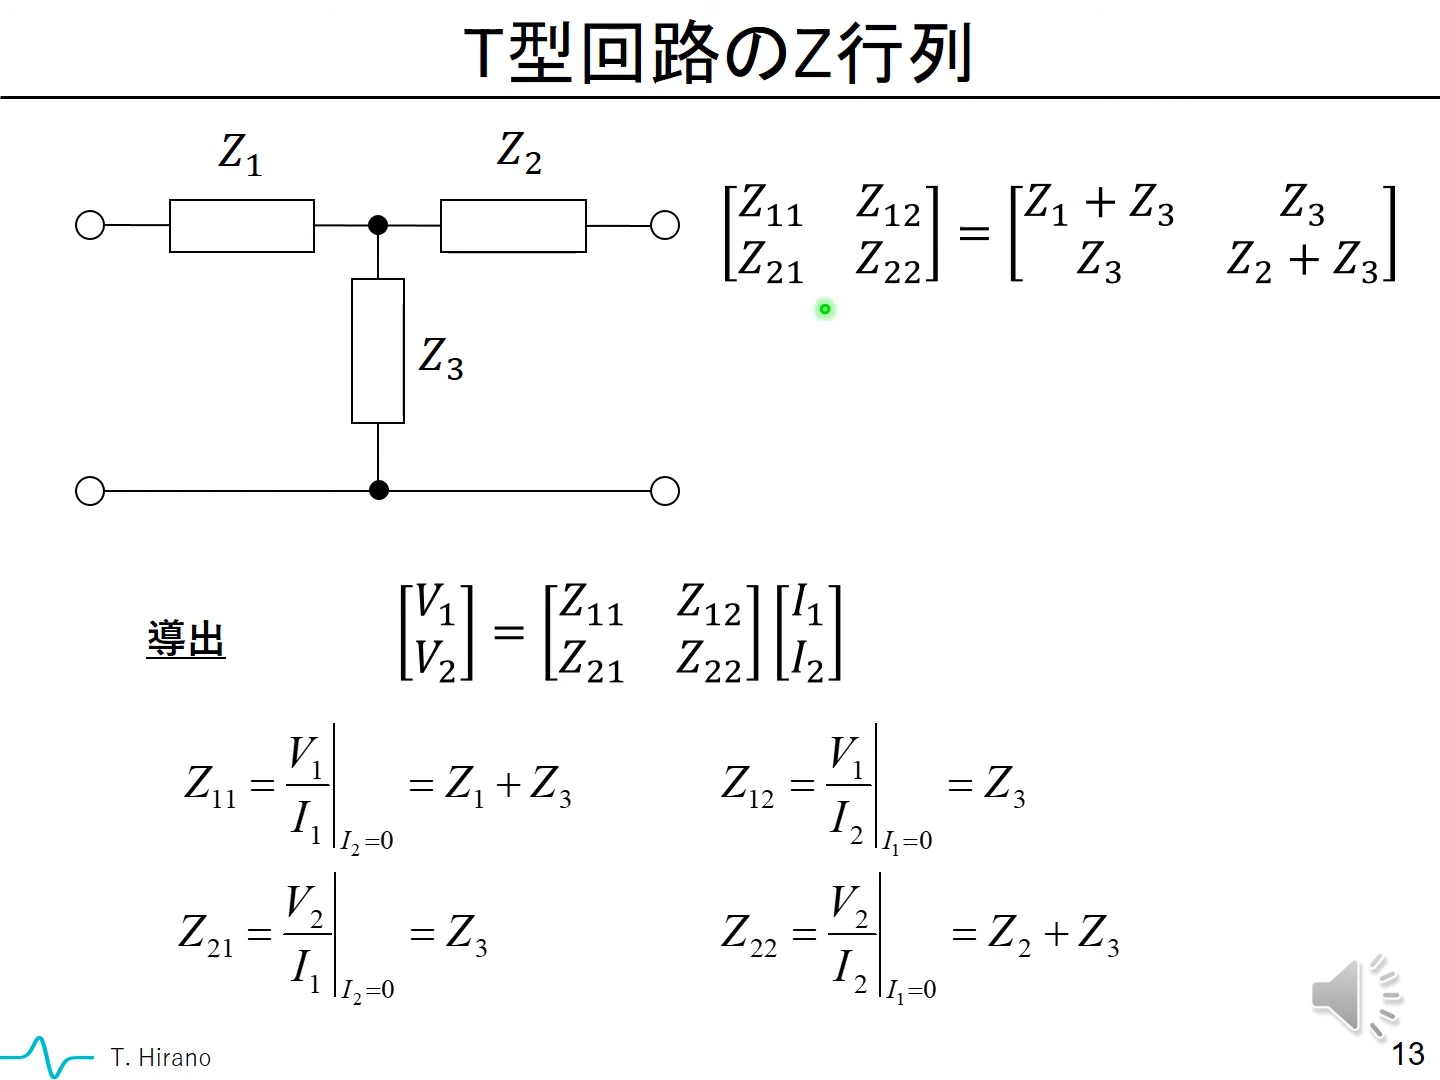 T型回路のZ行列
Z1 Z2
Z3
[Z11 Z12
Z21 Z22] = [Z1 + Z3 Z3
Z3 Z2 + Z3]
導出
[V1
V2] = [Z11 Z12
Z21 Z22] [I1
I2]
Z11 = V1/I1 |I2=0 = Z1 + Z3
Z12 = V1/I2 |I1=0 = Z3
Z21 = V2/I1 |I2=0 = Z3
Z22 = V2/I2 |I1=0 = Z2 + Z3
T. Hirano
13